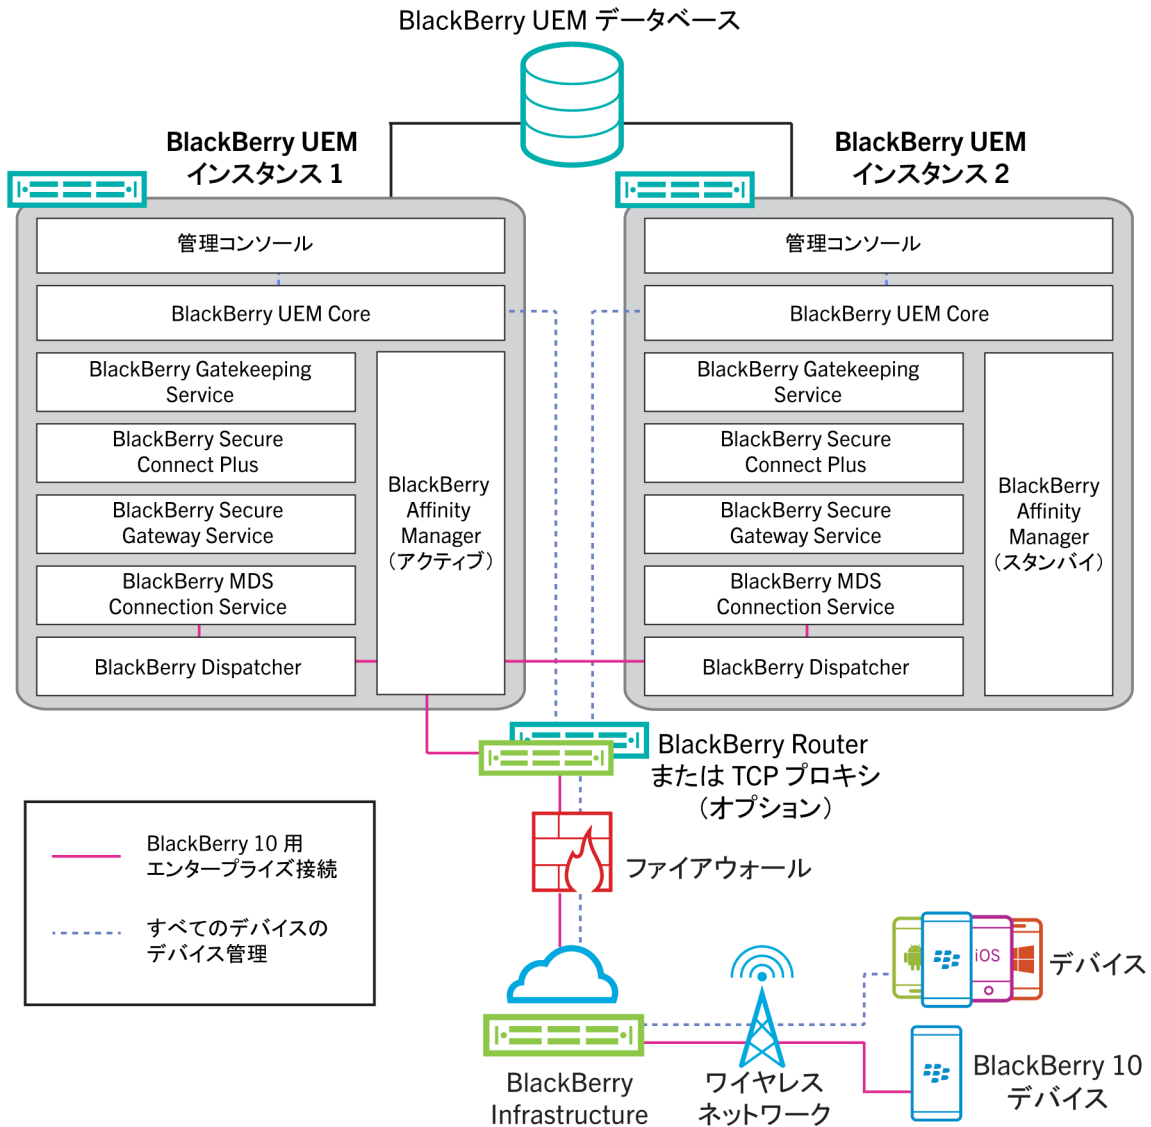 BlackBerry UEM データベース
BlackBerry UEM
インスタンス 1
管理コンソール
BlackBerry UEM Core
BlackBerry Gatekeeping
Service
BlackBerry Secure
Connect Plus
BlackBerry Secure
Gateway Service
BlackBerry MDS
Connection Service
BlackBerry Dispatcher
BlackBerry
Affinity
Manager
（アクティブ）
BlackBerry UEM
インスタンス 2
管理コンソール
BlackBerry UEM Core
BlackBerry Gatekeeping
Service
BlackBerry Secure
Connect Plus
BlackBerry Secure
Gateway Service
BlackBerry MDS
Connection Service
BlackBerry Dispatcher
BlackBerry
Affinity
Manager
（スタンバイ）
BlackBerry Router
または TCP プロキシ
（オプション）
ファイアウォール
BlackBerry 10 用
エンタープライズ接続
すべてのデバイスの
デバイス管理
iOS
デバイス
BlackBerry
Infrastructure
ワイヤレス
ネットワーク
BlackBerry 10
デバイス